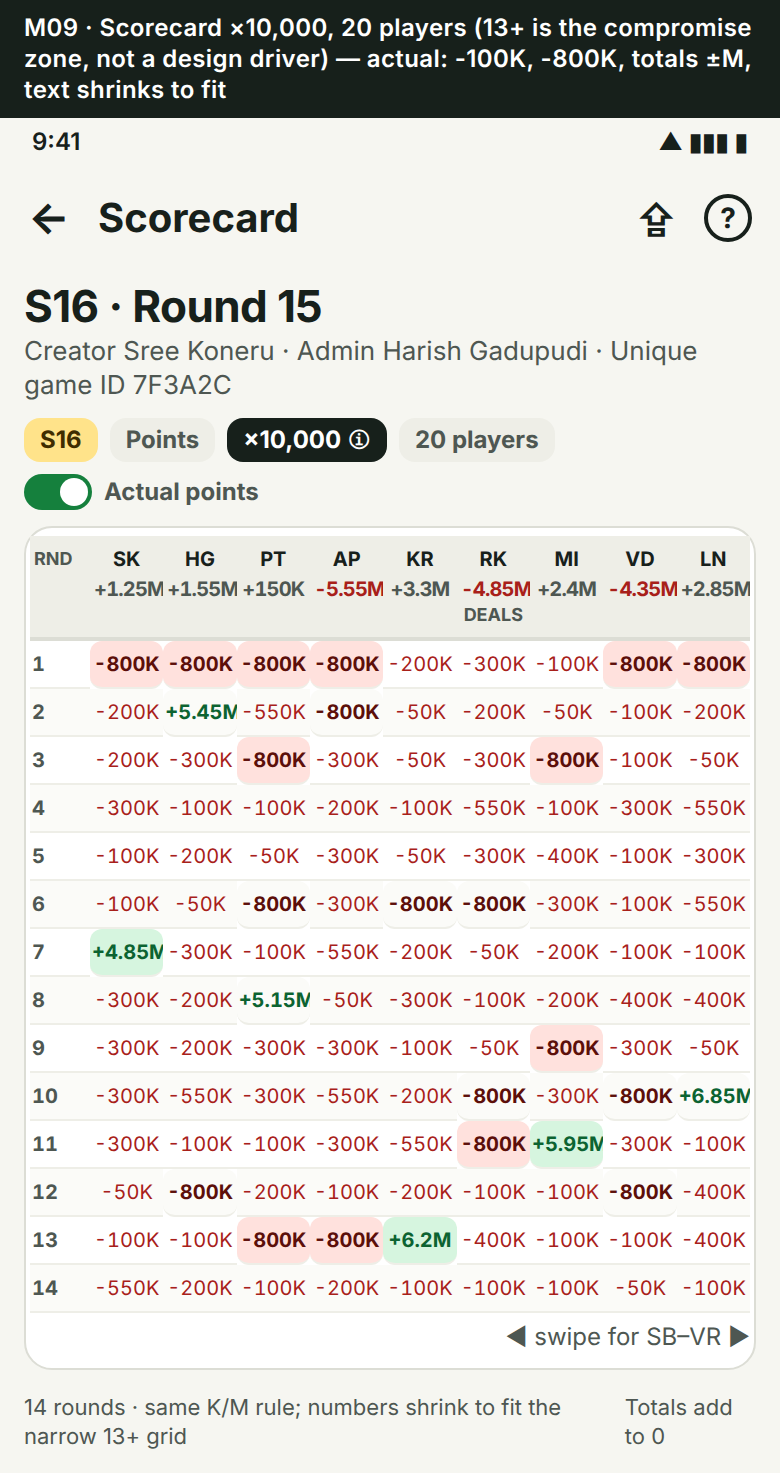 M09 · Scorecard ×10,000, 20 players (13+ is the compromise
zone, not a design driver) — actual: -100K, -800K, totals ±M,
text shrinks to fit
9:41
Scorecard
?
S16 · Round 15
Creator Sree Koneru · Admin Harish Gadupudi · Unique
game ID 7F3A2C
S16 Points ×10,000 ⓘ 20 players
Actual points
RND SK HG PT AP KR RK MI VD LN
+1.25M +1.55M +150K -5.55M +3.3M -4.85M +2.4M -4.35M +2.85M
DEALS
1 -800K -800K -800K -800K -200K -300K -100K -800K -800K
2 -200K +5.45M -550K -800K -50K -200K -50K -100K -200K
3 -200K -300K -800K -300K -50K -300K -800K -100K -50K
4 -300K -100K -100K -200K -100K -550K -100K -300K -550K
5 -100K -200K -50K -300K -50K -300K -400K -100K -300K
6 -100K -50K -800K -300K -800K -800K -300K -100K -550K
7 +4.85M -300K -100K -550K -200K -50K -200K -100K -100K
8 -300K -200K +5.15M -50K -300K -100K -200K -400K -400K
9 -300K -200K -300K -300K -100K -50K -800K -300K -50K
10 -300K -550K -300K -550K -200K -800K -300K -800K +6.85M
11 -300K -100K -100K -300K -550K -800K +5.95M -300K -100K
12 -50K -800K -200K -100K -200K -100K -100K -800K -400K
13 -100K -100K -800K -800K +6.2M -400K -100K -100K -400K
14 -550K -200K -100K -200K -100K -100K -100K -50K -100K
◀ swipe for SB–VR ▶
14 rounds · same K/M rule; numbers shrink to fit the
narrow 13+ grid
Totals add
to 0